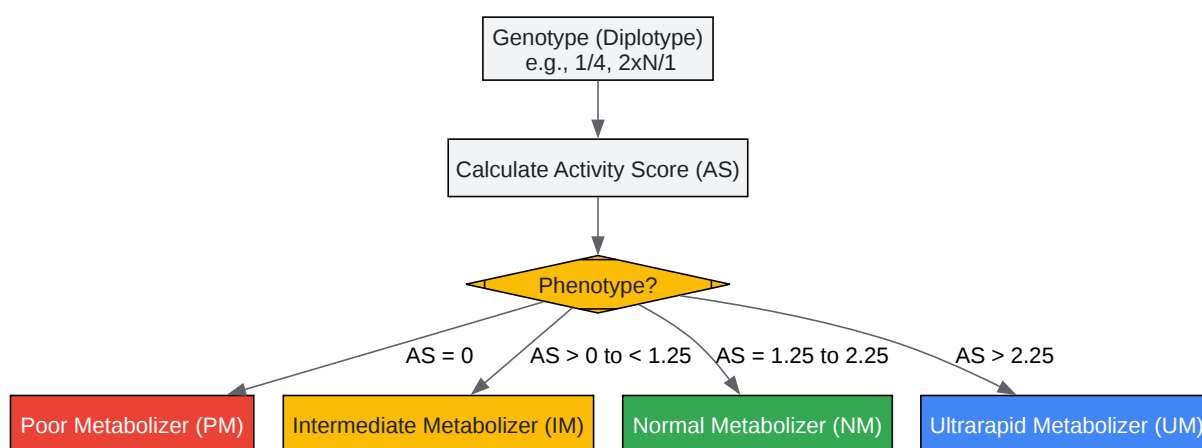 Genotype (Diplotype)
e.g., 1/4, 2xN/1
Calculate Activity Score (AS)
Phenotype?
AS = 0
AS > 0 to < 1.25
AS = 1.25 to 2.25
AS > 2.25
Poor Metabolizer (PM)
Intermediate Metabolizer (IM)
Normal Metabolizer (NM)
Ultrarapid Metabolizer (UM)